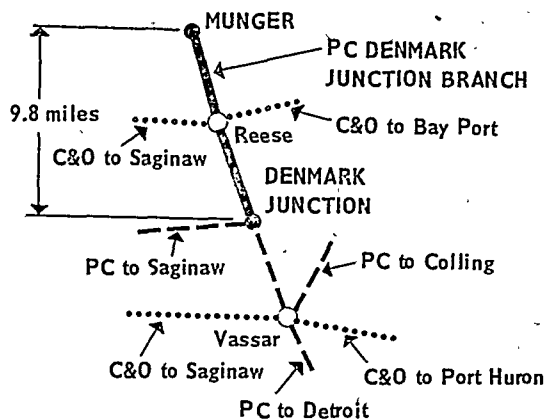 MUNGER
PC DENMARK
JUNCTION BRANCH
9.8 miles
C&O to Saginaw
Reese
C&O to Bay Port
DENMARK
JUNCTION
PC to Saginaw
PC to Colling
Vassar
C&O to Saginaw
C&O to Port Huron
PC to Detroit